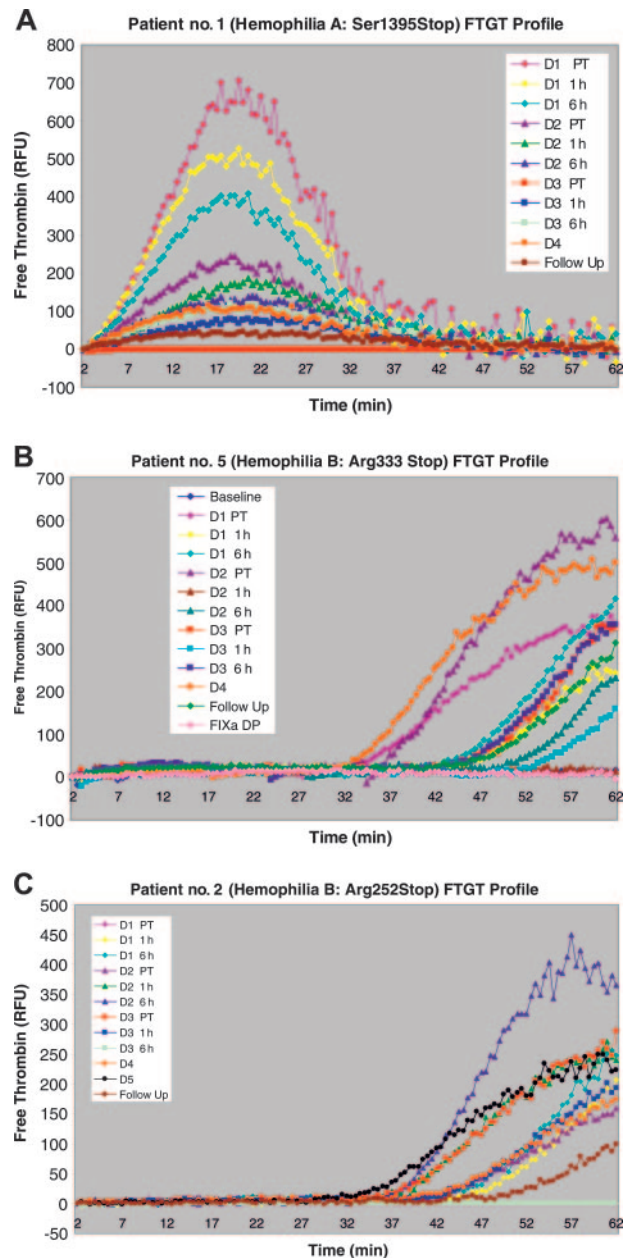 A
Patient no. 1 (Hemophilia A: Ser1395Stop) FTGT Profile
Free Thrombin (RFU)
800
700
600
500
400
300
200
100
0
-100
D1 PT
D1 1h
D1 6h
D2 PT
D2 1h
D2 6h
D3 PT
D3 1h
D3 6h
D4
Follow Up
2 7 12 17 22 27 32 37 42 47 52 57 62
Time (min)
B
Patient no. 5 (Hemophilia B: Arg333 Stop) FTGT Profile
Free Thrombin (RFU)
700
600
500
400
300
200
100
0
-100
Baseline
D1 PT
D1 1h
D1 6h
D2 PT
D2 1h
D2 6h
D3 PT
D3 1h
D3 6h
D4
Follow Up
FIXa DP
2 7 12 17 22 27 32 37 42 47 52 57 62
Time (min)
C
Patient no. 2 (Hemophilia B: Arg252Stop) FTGT Profile
Free Thrombin (RFU)
500
450
400
350
300
250
200
150
100
50
0
-50
D1 PT
D1 1h
D1 6h
D2 PT
D2 1h
D2 6h
D3 PT
D3 1h
D3 6h
D4
D5
Follow Up
2 7 12 17 22 27 32 37 42 47 52 57 62
Time (min)